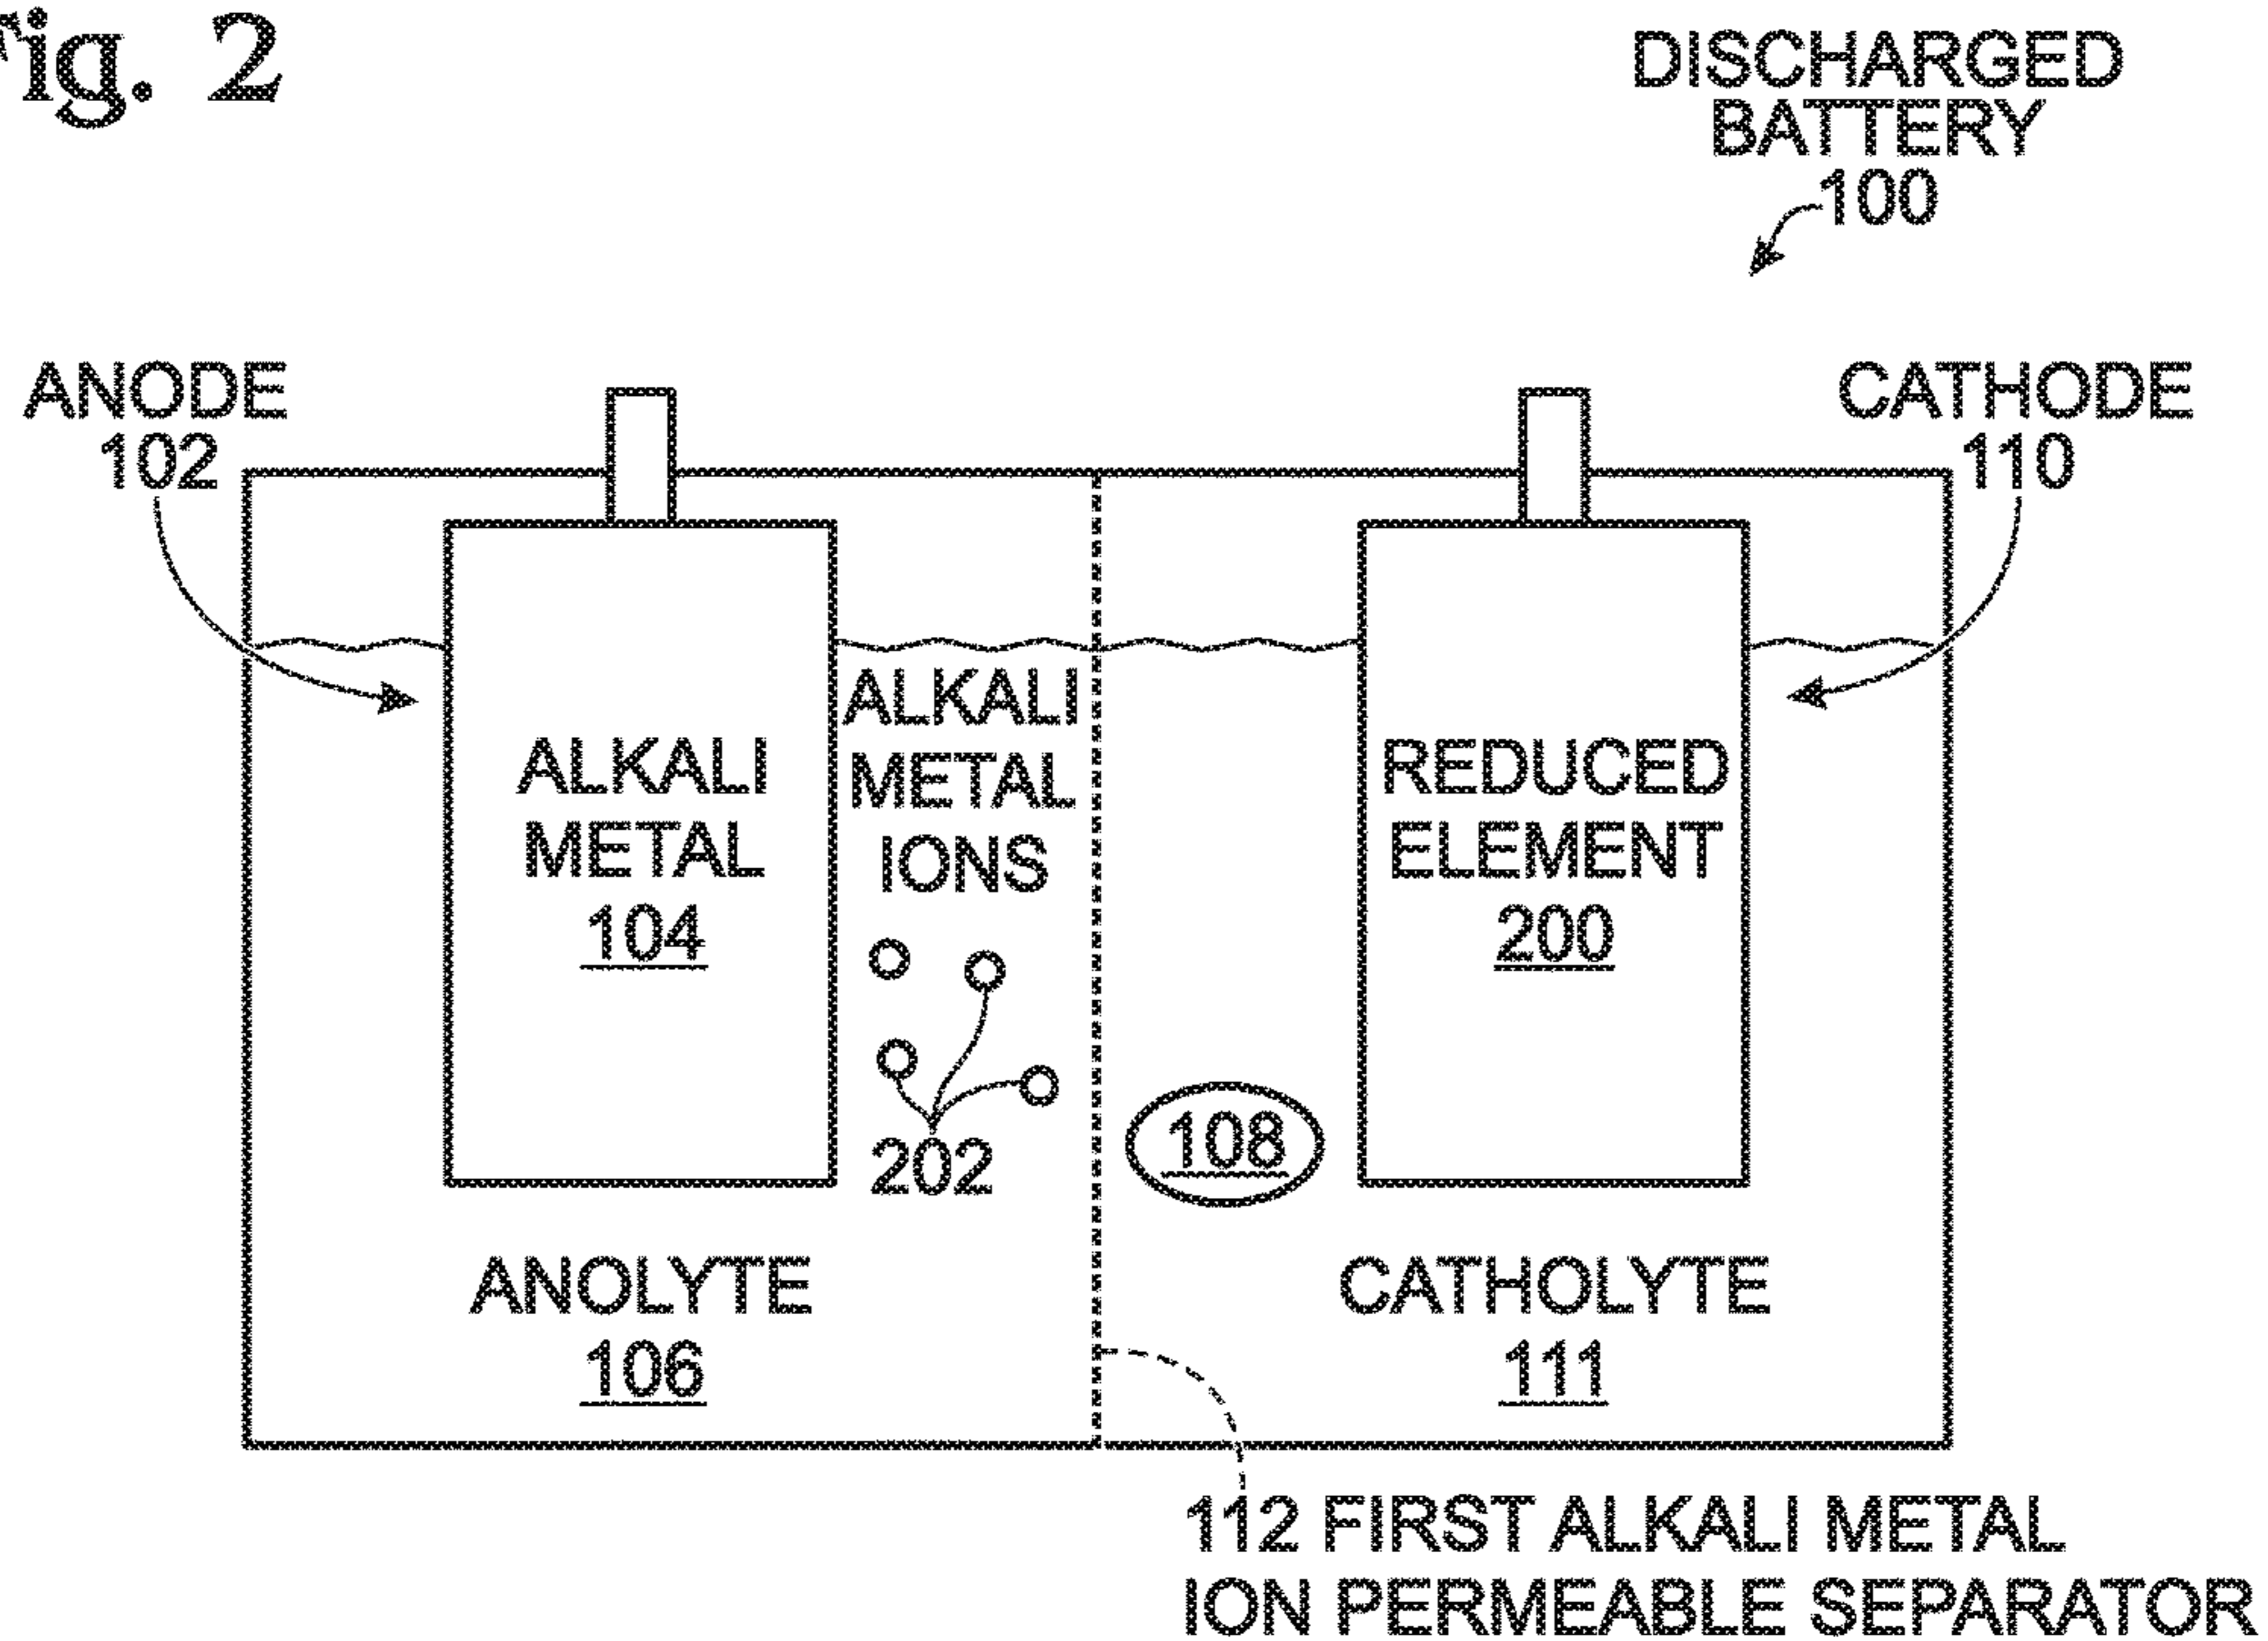 Fig. 2
DISCHARGED
BATTERY
100
ANODE
102
CATHODE
110
ALKALI
METAL
104
ALKALI
METAL
IONS
202
REDUCED
ELEMENT
200
108
ANOLYTE
106
CATHOLYTE
111
112 FIRST ALKALI METAL
ION PERMEABLE SEPARATOR